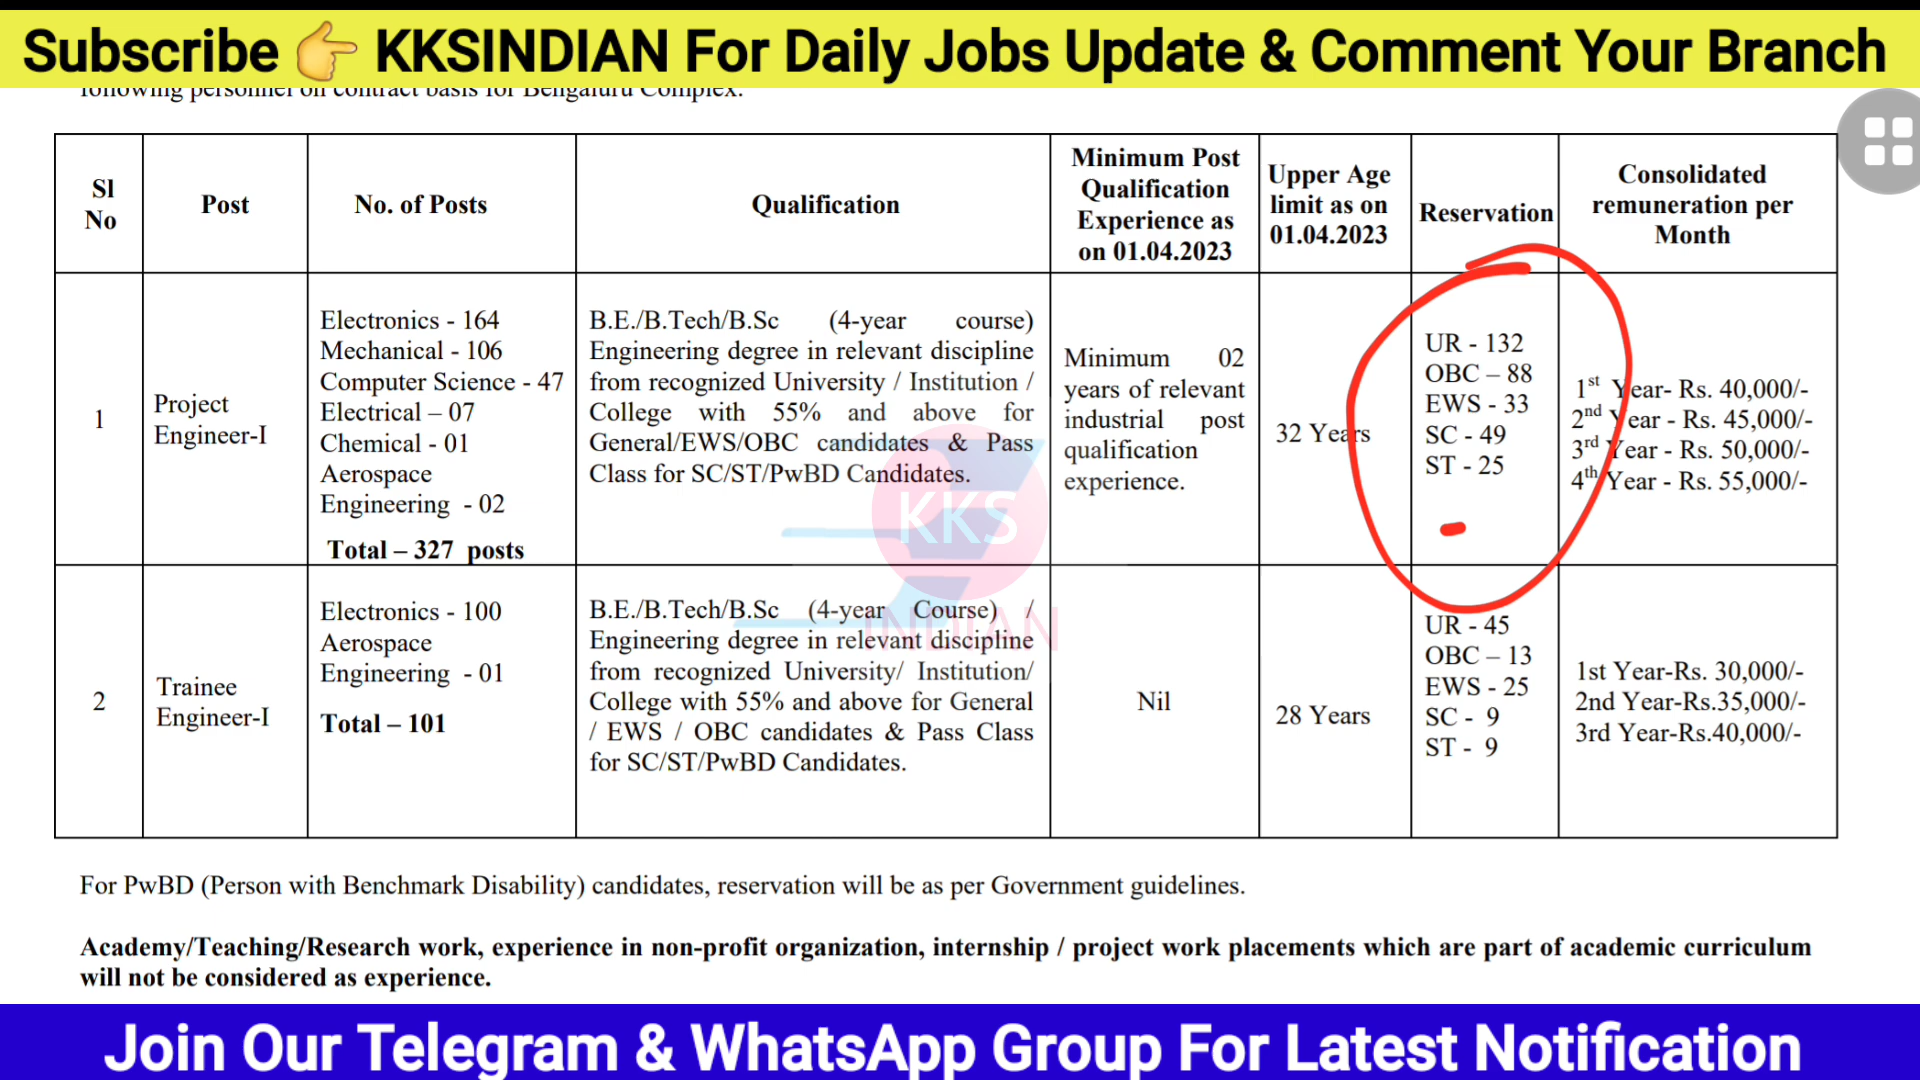 Subscribe 👉 KKSINDIAN For Daily Jobs Update & Comment Your Branch
following personnel on contract basis for Bengaluru Complex.
Sl
No
Post
No. of Posts
Qualification
Minimum Post
Qualification
Experience as
on 01.04.2023
Upper Age
limit as on
01.04.2023
Reservation
Consolidated
remuneration per
Month
1
Project
Engineer-I
Electronics - 164
Mechanical - 106
Computer Science - 47
Electrical – 07
Chemical - 01
Aerospace
Engineering - 02
Total – 327 posts
B.E./B.Tech/B.Sc (4-year course)
Engineering degree in relevant discipline
from recognized University / Institution /
College with 55% and above for
General/EWS/OBC candidates & Pass
Class for SC/ST/PwBD Candidates.
Minimum 02
years of relevant
industrial post
qualification
experience.
32 Years
UR - 132
OBC – 88
EWS - 33
SC - 49
ST - 25
1st Year- Rs. 40,000/-
2nd Year - Rs. 45,000/-
3rd Year - Rs. 50,000/-
4th Year - Rs. 55,000/-
KKS
INDIAN
2
Trainee
Engineer-I
Electronics - 100
Aerospace
Engineering - 01
Total – 101
B.E./B.Tech/B.Sc (4-year Course) /
Engineering degree in relevant discipline
from recognized University/ Institution/
College with 55% and above for General
/ EWS / OBC candidates & Pass Class
for SC/ST/PwBD Candidates.
Nil
28 Years
UR - 45
OBC – 13
EWS - 25
SC - 9
ST - 9
1st Year-Rs. 30,000/-
2nd Year-Rs.35,000/-
3rd Year-Rs.40,000/-
For PwBD (Person with Benchmark Disability) candidates, reservation will be as per Government guidelines.
Academy/Teaching/Research work, experience in non-profit organization, internship / project work placements which are part of academic curriculum
will not be considered as experience.
Join Our Telegram & WhatsApp Group For Latest Notification